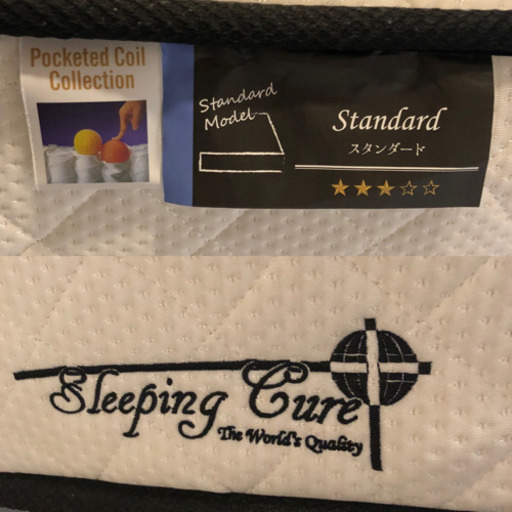 Pocketed Coil
Collection
Standard
Model
Standard
スタンダード
★★★☆☆
Sleeping Cure
The World's Quality